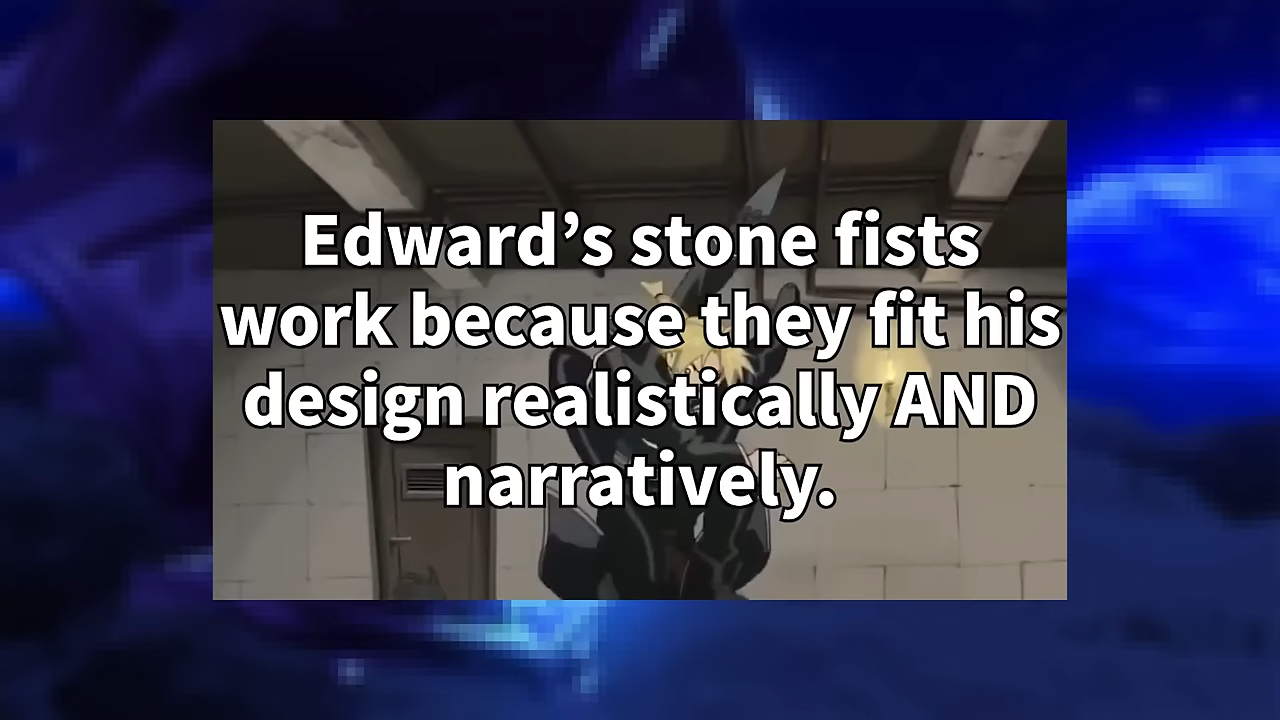 Edward’s stone fists
work because they fit his
design realistically AND
narratively.